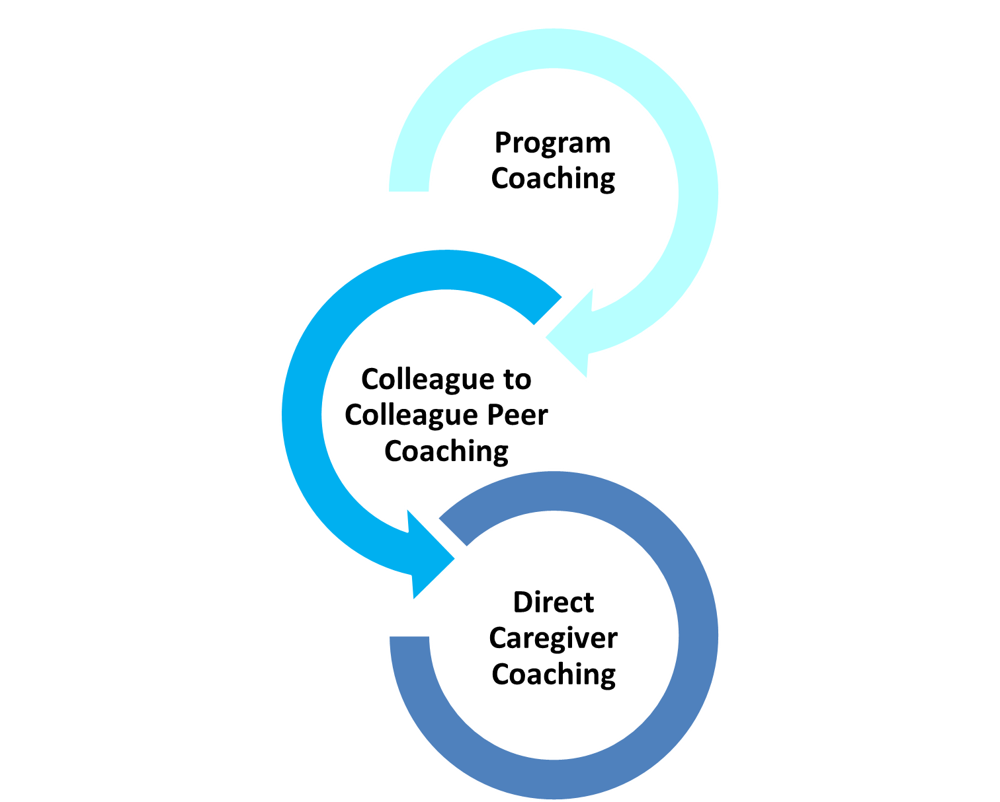 Program
Coaching
Colleague to
Colleague Peer
Coaching
Direct
Caregiver
Coaching